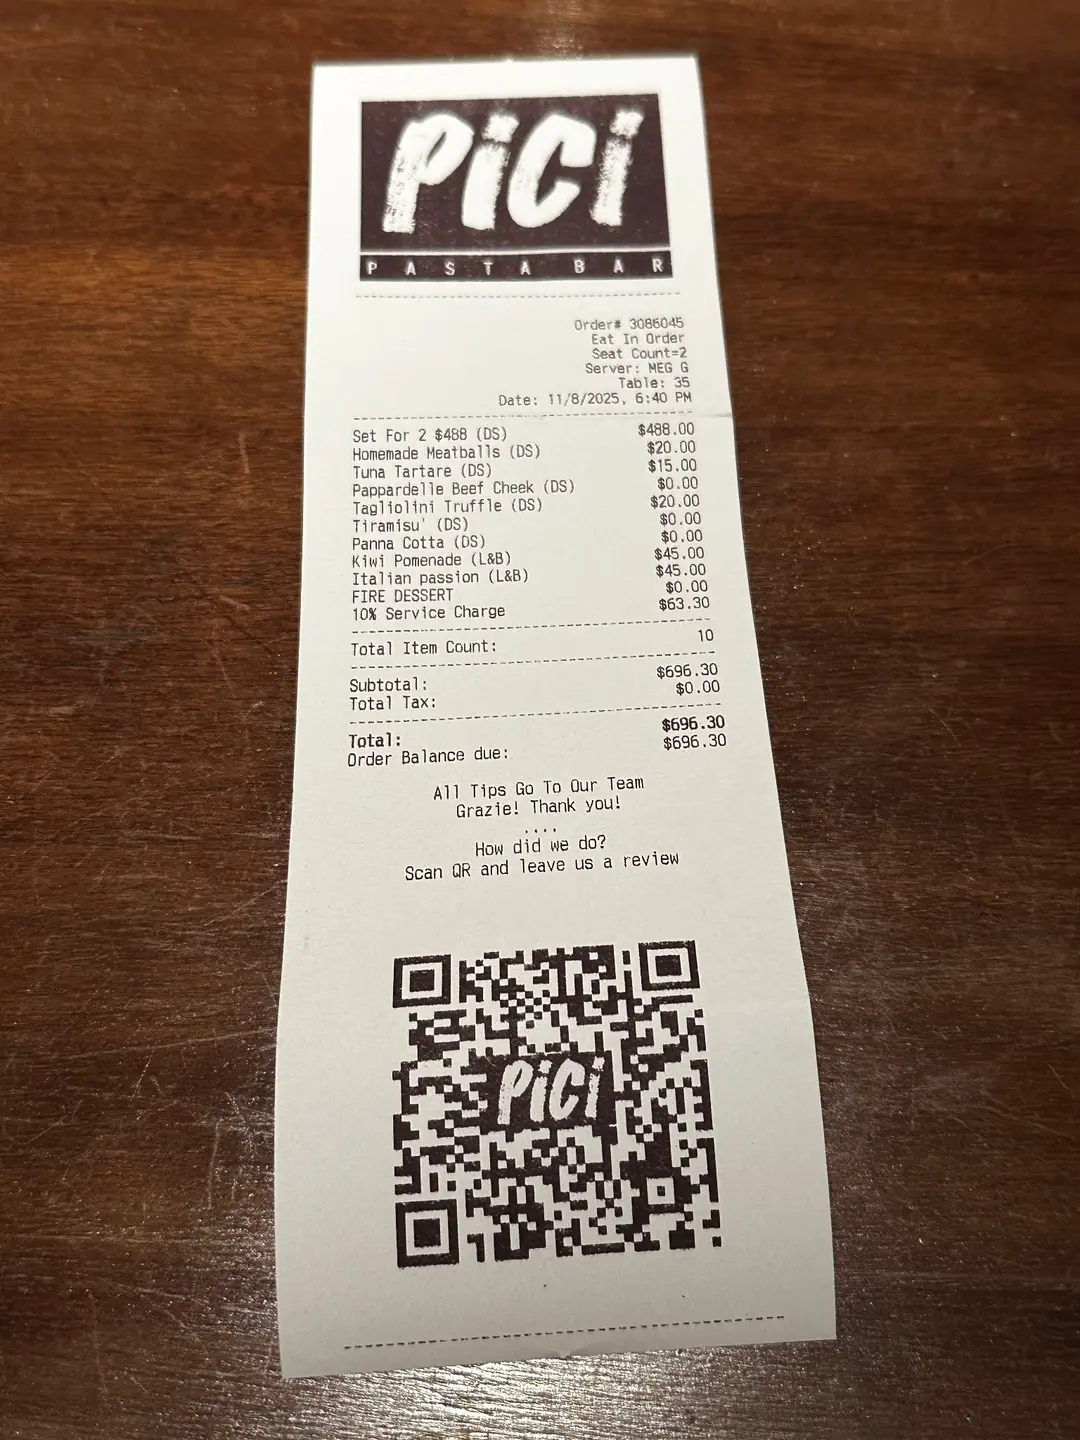 PiCi
PASTA BAR
Order# 3086045
Eat In Order
Seat Count=2
Server: MEG G
Table: 35
Date: 11/8/2025, 6:40 PM
Set For 2 $488 (DS) $488.00
Homemade Meatballs (DS) $20.00
Tuna Tartare (DS) $15.00
Pappardelle Beef Cheek (DS) $0.00
Tagliolini Truffle (DS) $20.00
Tiramisu' (DS) $0.00
Panna Cotta (DS) $0.00
Kiwi Pomenade (L&B) $45.00
Italian passion (L&B) $45.00
FIRE DESSERT $0.00
10% Service Charge $63.30
Total Item Count: 10
Subtotal: $696.30
Total Tax: $0.00
Total: $696.30
Order Balance due: $696.30
All Tips Go To Our Team
Grazie! Thank you!
....
How did we do?
Scan QR and leave us a review
PiCi